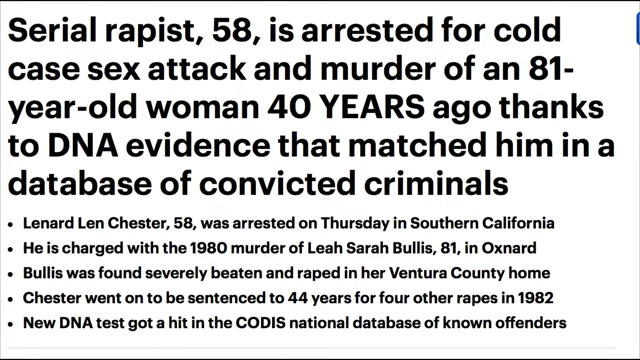 Serial rapist, 58, is arrested for cold
case sex attack and murder of an 81-
year-old woman 40 YEARS ago thanks
to DNA evidence that matched him in a
database of convicted criminals
• Lenard Len Chester, 58, was arrested on Thursday in Southern California
• He is charged with the 1980 murder of Leah Sarah Bullis, 81, in Oxnard
• Bullis was found severely beaten and raped in her Ventura County home
• Chester went on to be sentenced to 44 years for four other rapes in 1982
• New DNA test got a hit in the CODIS national database of known offenders